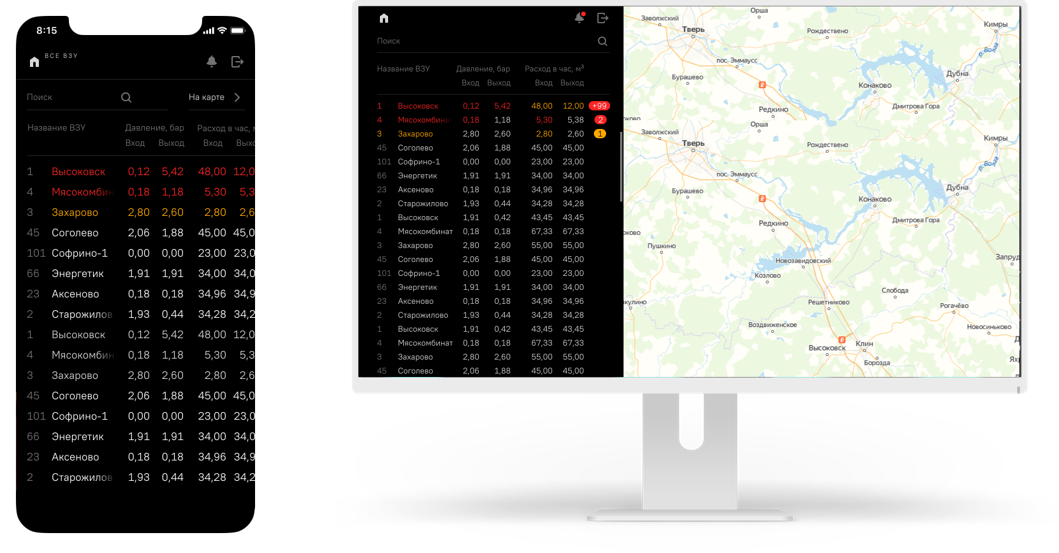 8:15
ВСЕ ВЗУ
Поиск
На карте
Название ВЗУ Давление, бар Расход в час, м
Вход Выход Вход Выхо
1 Высоковск 0,12 5,42 48,00 12,0
4 Мясокомбин 0,18 1,18 5,30 5,3
3 Захарово 2,80 2,60 2,80 2,6
45 Соголево 2,06 1,88 45,00 45,0
101 Софрино-1 0,00 0,00 23,00 23,0
66 Энергетик 1,91 1,91 34,00 34,0
23 Аксеново 0,18 0,18 34,96 34,9
2 Старожилов 1,93 0,44 34,28 34,2
1 Высоковск 0,12 5,42 48,00 12,0
4 Мясокомбин 0,18 1,18 5,30 5,3
3 Захарово 2,80 2,60 2,80 2,6
45 Соголево 2,06 1,88 45,00 45,0
101 Софрино-1 0,00 0,00 23,00 23,0
66 Энергетик 1,91 1,91 34,00 34,0
23 Аксеново 0,18 0,18 34,96 34,9
2 Старожилов 1,93 0,44 34,28 34,2
Поиск
Название ВЗУ Давление, бар Расход в час, м³
Вход Выход Вход Выход
1 Высоковск 0,12 5,42 48,00 12,00 +99
4 Мясокомбин 0,18 1,18 5,30 5,38 2
3 Захарово 2,80 2,60 2,80 2,60 1
45 Соголево 2,06 1,88 45,00 45,00
101 Софрино-1 0,00 0,00 23,00 23,00
66 Энергетик 1,91 1,91 34,00 34,00
23 Аксеново 0,18 0,18 34,96 34,96
2 Старожилово 1,93 0,44 34,28 34,28
1 Высоковск 1,91 0,42 43,45 43,45
4 Мясокомбинат 0,18 0,18 67,33 67,33
3 Захарово 2,80 2,60 55,00 55,00
45 Соголево 2,06 1,88 45,00 45,00
101 Софрино-1 0,00 0,00 23,00 23,00
66 Энергетик 1,91 1,91 34,00 34,00
23 Аксеново 0,18 0,18 34,96 34,96
2 Старожилово 1,93 0,44 34,28 34,28
1 Высоковск 1,91 0,42 43,45 43,45
4 Мясокомбинат 0,18 0,18 67,33 67,33
3 Захарово 2,80 2,60 55,00 55,00
45 Соголево 2,06 1,88 45,00 45,00
Орша
Заволжский
Кимры
Тверь
Рождествено
р. Волга
пос. Эммаусс
Дубна
Бурашево
Конаково
Редкино
Дмитрова Гора
Орша
Заволжский
Кимры
Тверь
Рождествено
пос. Эммаусс
Дубна
Бурашево
Конаково
Редкино
Дмитрова Гора
Пушкино
Новозавидовский
Запруд
Козлово
Слобода
Решетниково
Рогачёво
Воздвиженское
Новосиньково
Высоковск
Клин
Борозда